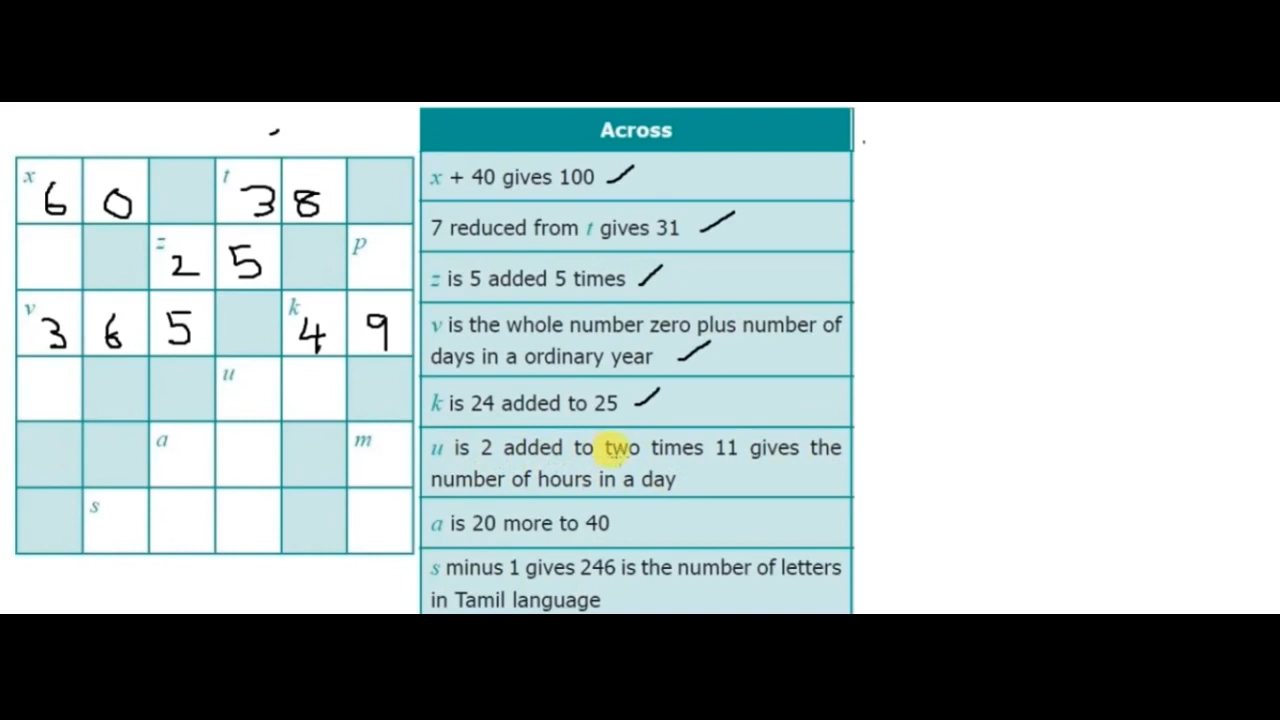 Across
x 6 0 t 3 8
x + 40 gives 100
7 reduced from t gives 31
z 2 5 p
z is 5 added 5 times
v 3 6 5 k 4 9
v is the whole number zero plus number of
days in a ordinary year
u
k is 24 added to 25
a m
u is 2 added to two times 11 gives the
number of hours in a day
s
a is 20 more to 40
s minus 1 gives 246 is the number of letters
in Tamil language